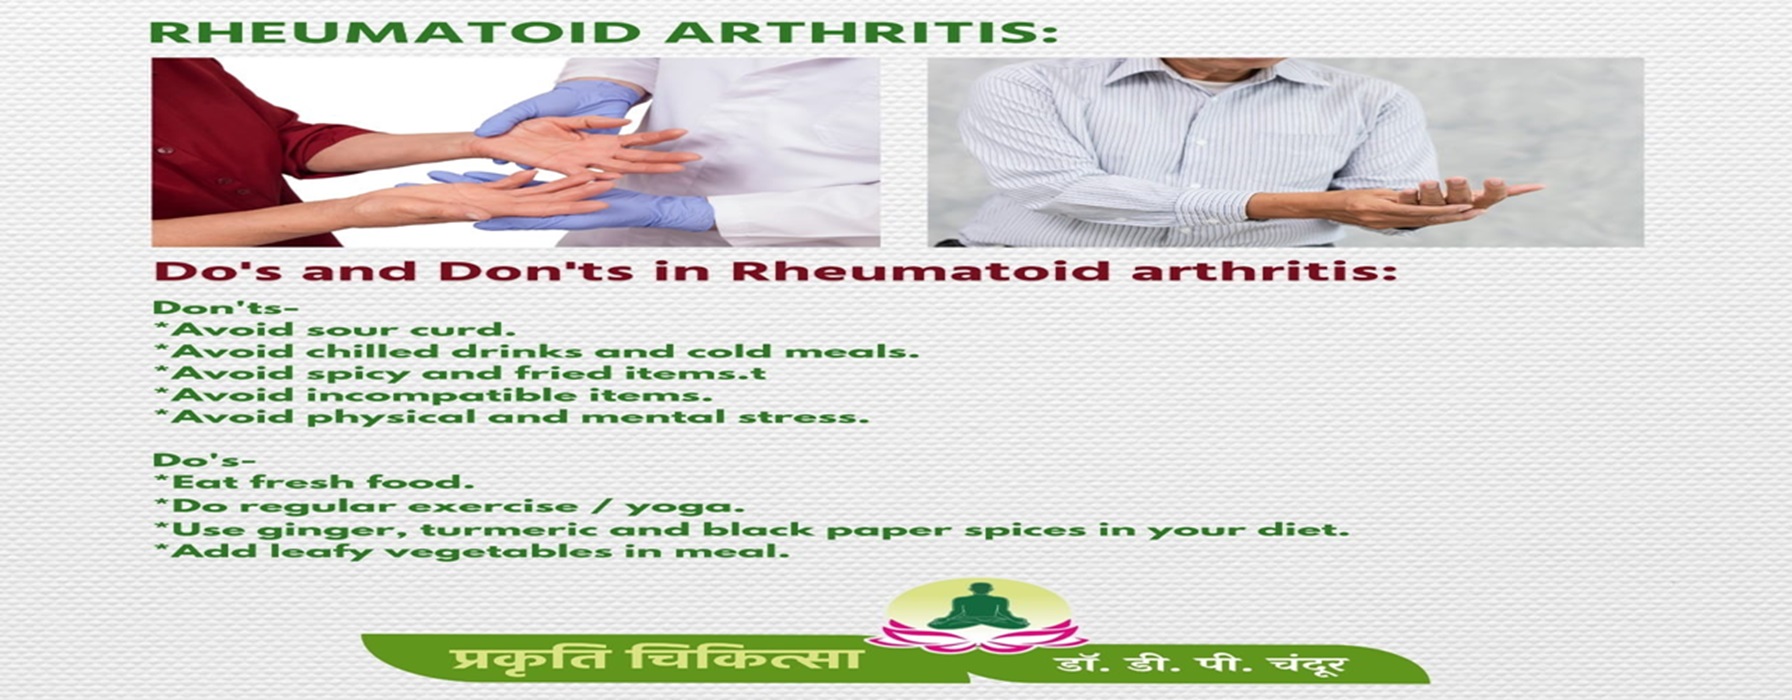 RHEUMATOID ARTHRITIS:
Do's and Don'ts in Rheumatoid arthritis:
Don'ts-
*Avoid sour curd.
*Avoid chilled drinks and cold meals.
*Avoid spicy and fried items.t
*Avoid incompatible items.
*Avoid physical and mental stress.
Do's-
*Eat fresh food.
*Do regular exercise / yoga.
*Use ginger, turmeric and black paper spices in your diet.
*Add leafy vegetables in meal.
प्रकृति चिकित्सा
डॉ. डी. पी. चंदूर